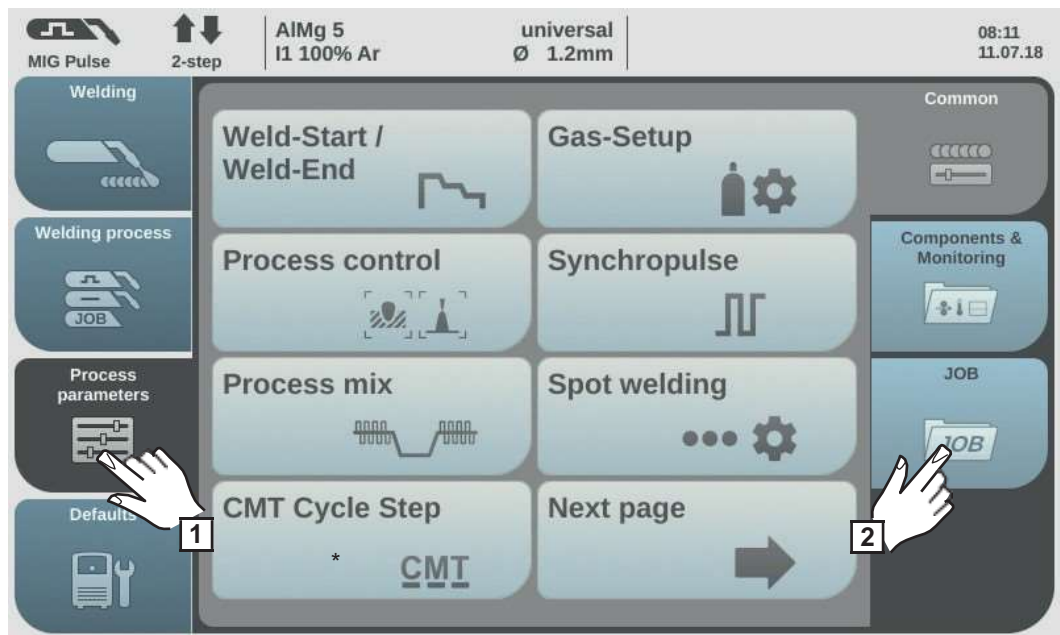 MIG Pulse
2-step
AlMg 5
I1 100% Ar
universal
Ø 1.2mm
08:11
11.07.18
Welding
Welding process
JOB
Process
parameters
Defaults
1
Weld-Start /
Weld-End
Gas-Setup
Process control
Synchropulse
Process mix
Spot welding
CMT Cycle Step
* CMT
Next page
Common
Components &
Monitoring
JOB
JOB
2